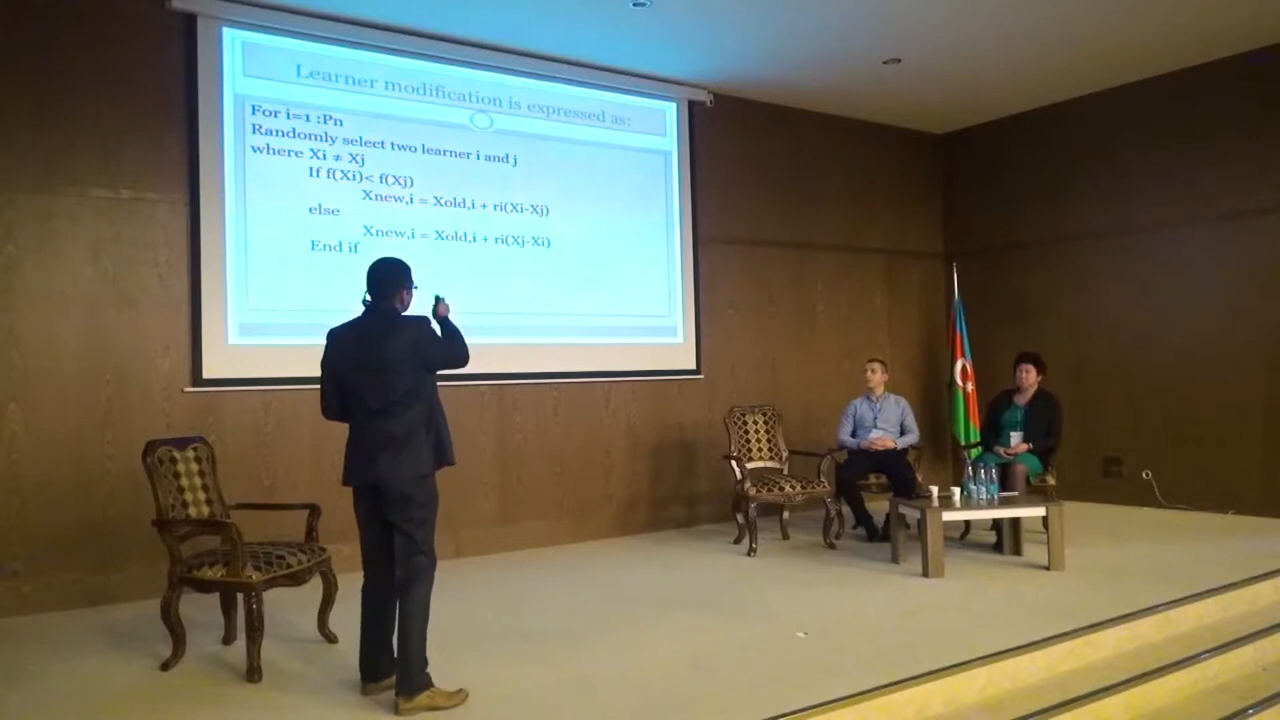 Learner modification is expressed as:
For i=1 :Pn
Randomly select two learner i and j
where Xi ≠ Xj
If f(Xi)< f(Xj)
Xnew,i = Xold,i + ri(Xi-Xj)
else
Xnew,i = Xold,i + ri(Xj-Xi)
End if